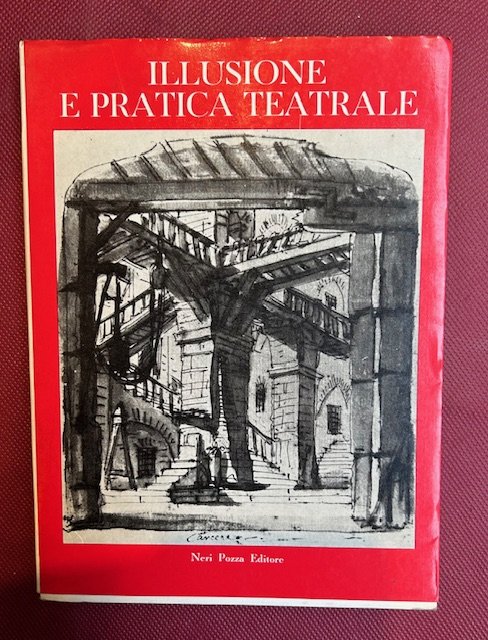 ILLUSIONE
E PRATICA TEATRALE
Neri Pozza Editore